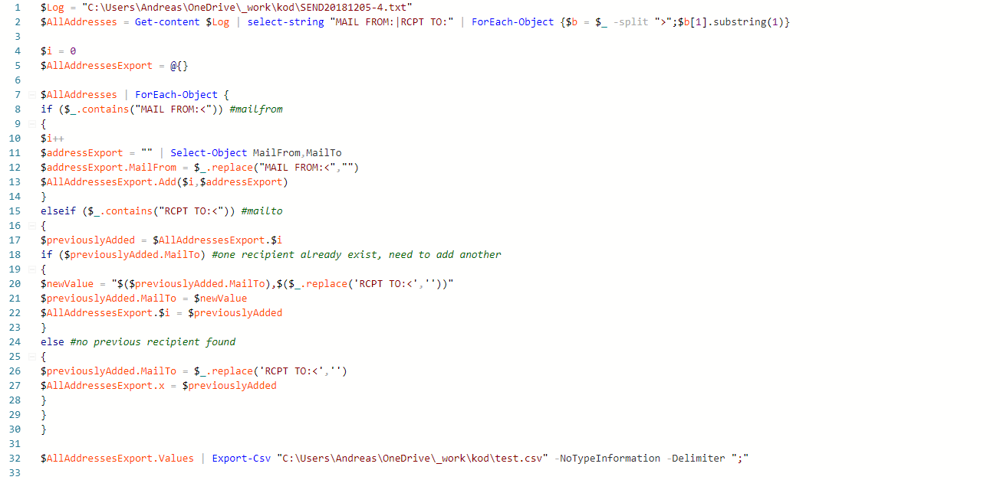 1 $Log = "C:\Users\Andreas\OneDrive\_work\kod\SEND20181205-4.txt"
2 $AllAddresses = Get-content $Log | select-string "MAIL FROM:|RCPT TO:" | ForEach-Object {$b = $_ -split ">";$b[1].substring(1)}
3
4 $i = 0
5 $AllAddressesExport = @{}
6
7 $AllAddresses | ForEach-Object {
8 if ($_.contains("MAIL FROM:<")) #mailfrom
9 {
10 $i++
11 $addressExport = "" | Select-Object MailFrom,MailTo
12 $addressExport.MailFrom = $_.replace("MAIL FROM:<","")
13 $AllAddressesExport.Add($i,$addressExport)
14 }
15 elseif ($_.contains("RCPT TO:<")) #mailto
16 {
17 $previouslyAdded = $AllAddressesExport.$i
18 if ($previouslyAdded.MailTo) #one recipient already exist, need to add another
19 {
20 $newValue = "$($previouslyAdded.MailTo),$($_.replace('RCPT TO:<',''))"
21 $previouslyAdded.MailTo = $newValue
22 $AllAddressesExport.$i = $previouslyAdded
23 }
24 else #no previous recipient found
25 {
26 $previouslyAdded.MailTo = $_.replace('RCPT TO:<','')
27 $AllAddressesExport.x = $previouslyAdded
28 }
29 }
30 }
31
32 $AllAddressesExport.Values | Export-Csv "C:\Users\Andreas\OneDrive\_work\kod\test.csv" -NoTypeInformation -Delimiter ";"
33